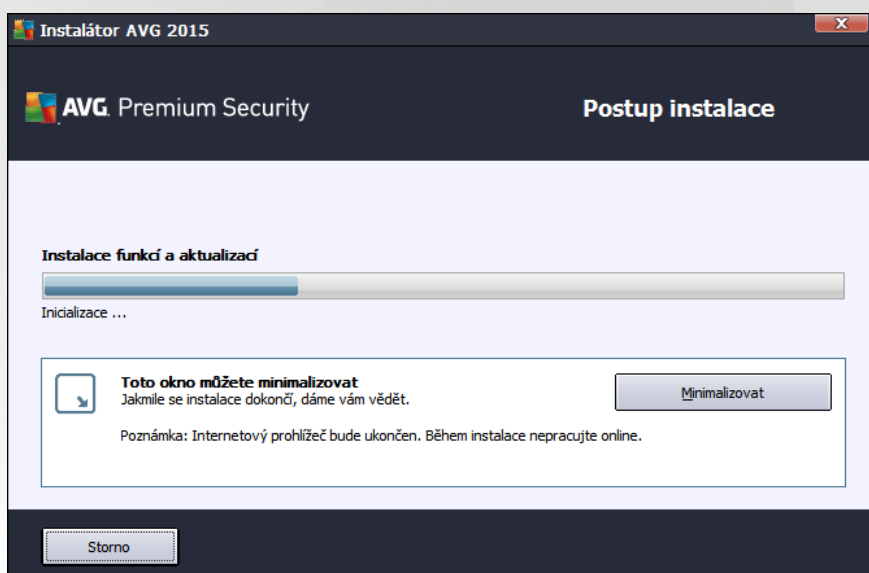 Instalátor AVG 2015
AVG. Premium Security
Postup instalace
Instalace funkcí a aktualizací
Inicializace ...
Toto okno můžete minimalizovat
Jakmile se instalace dokončí, dáme vám vědět.
Minimalizovat
Poznámka: Internetový prohlížeč bude ukončen. Během instalace nepracujte online.
Storno